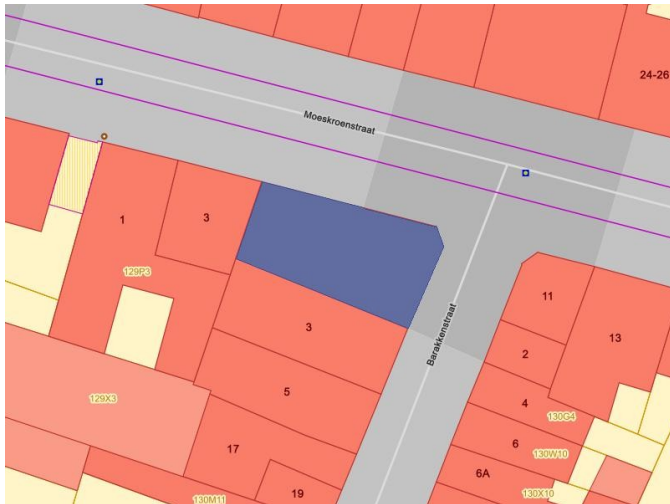 24-26
Moeskroenstraat
1
3
129P3
3
Barakkenstraat
11
13
2
5
4
129X3
130G4
6
17
130W10
6A
19
130M11
130X10